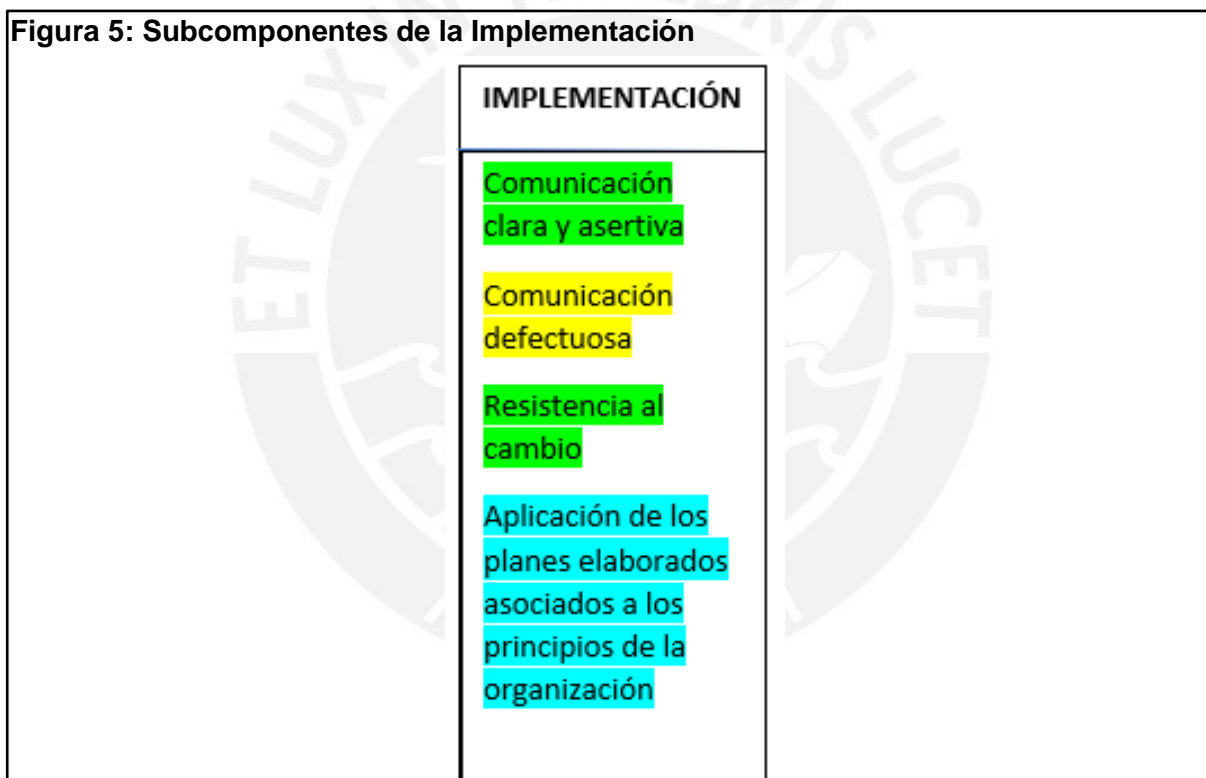 Figura 5: Subcomponentes de la Implementación
IMPLEMENTACIÓN
Comunicación
clara y asertiva
Comunicación
defectuosa
Resistencia al
cambio
Aplicación de los
planes elaborados
asociados a los
principios de la
organización